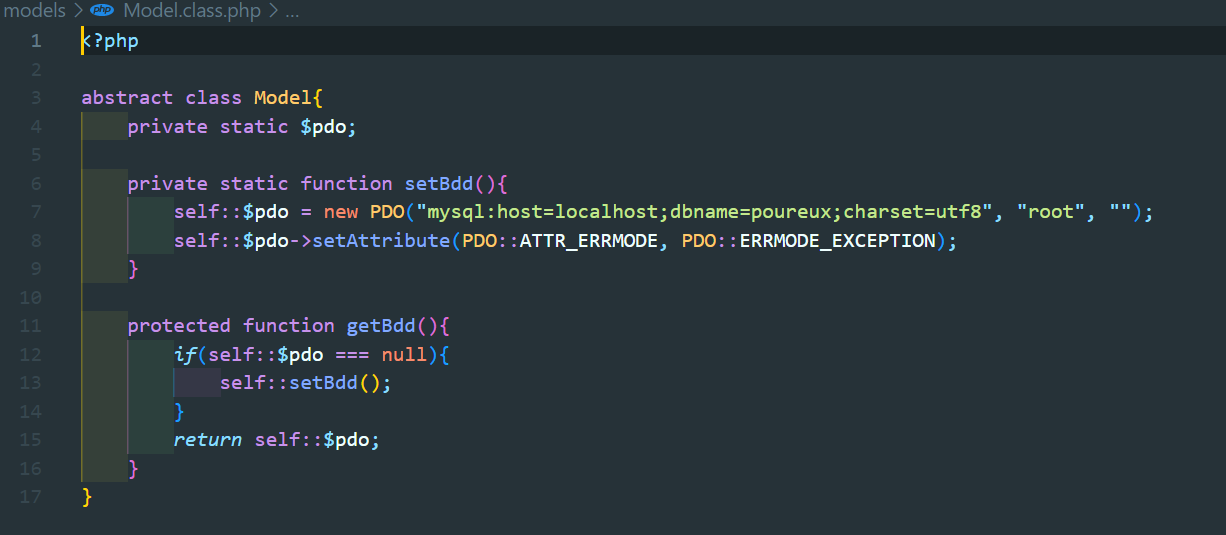 models > php Model.class.php > ...
1 <?php
2
3 abstract class Model{
4 private static $pdo;
5
6 private static function setBdd(){
7 self::$pdo = new PDO("mysql:host=localhost;dbname=poureux;charset=utf8", "root", "");
8 self::$pdo->setAttribute(PDO::ATTR_ERRMODE, PDO::ERRMODE_EXCEPTION);
9 }
10
11 protected function getBdd(){
12 if(self::$pdo === null){
13 self::setBdd();
14 }
15 return self::$pdo;
16 }
17 }